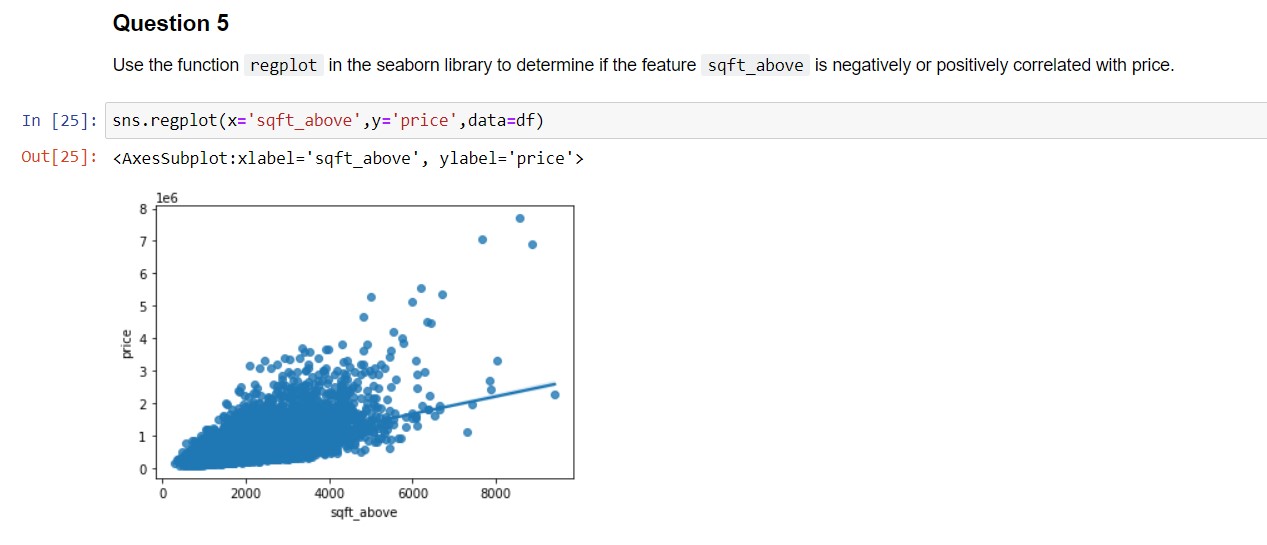 Question 5
Use the function regplot in the seaborn library to determine if the feature sqft_above is negatively or positively correlated with price.
In [25]: sns.regplot(x='sqft_above',y='price',data=df)
Out[25]: <AxesSubplot:xlabel='sqft_above', ylabel='price'>
1e6
8
7
6
5
4
3
2
1
0
price
0 2000 4000 6000 8000
sqft_above